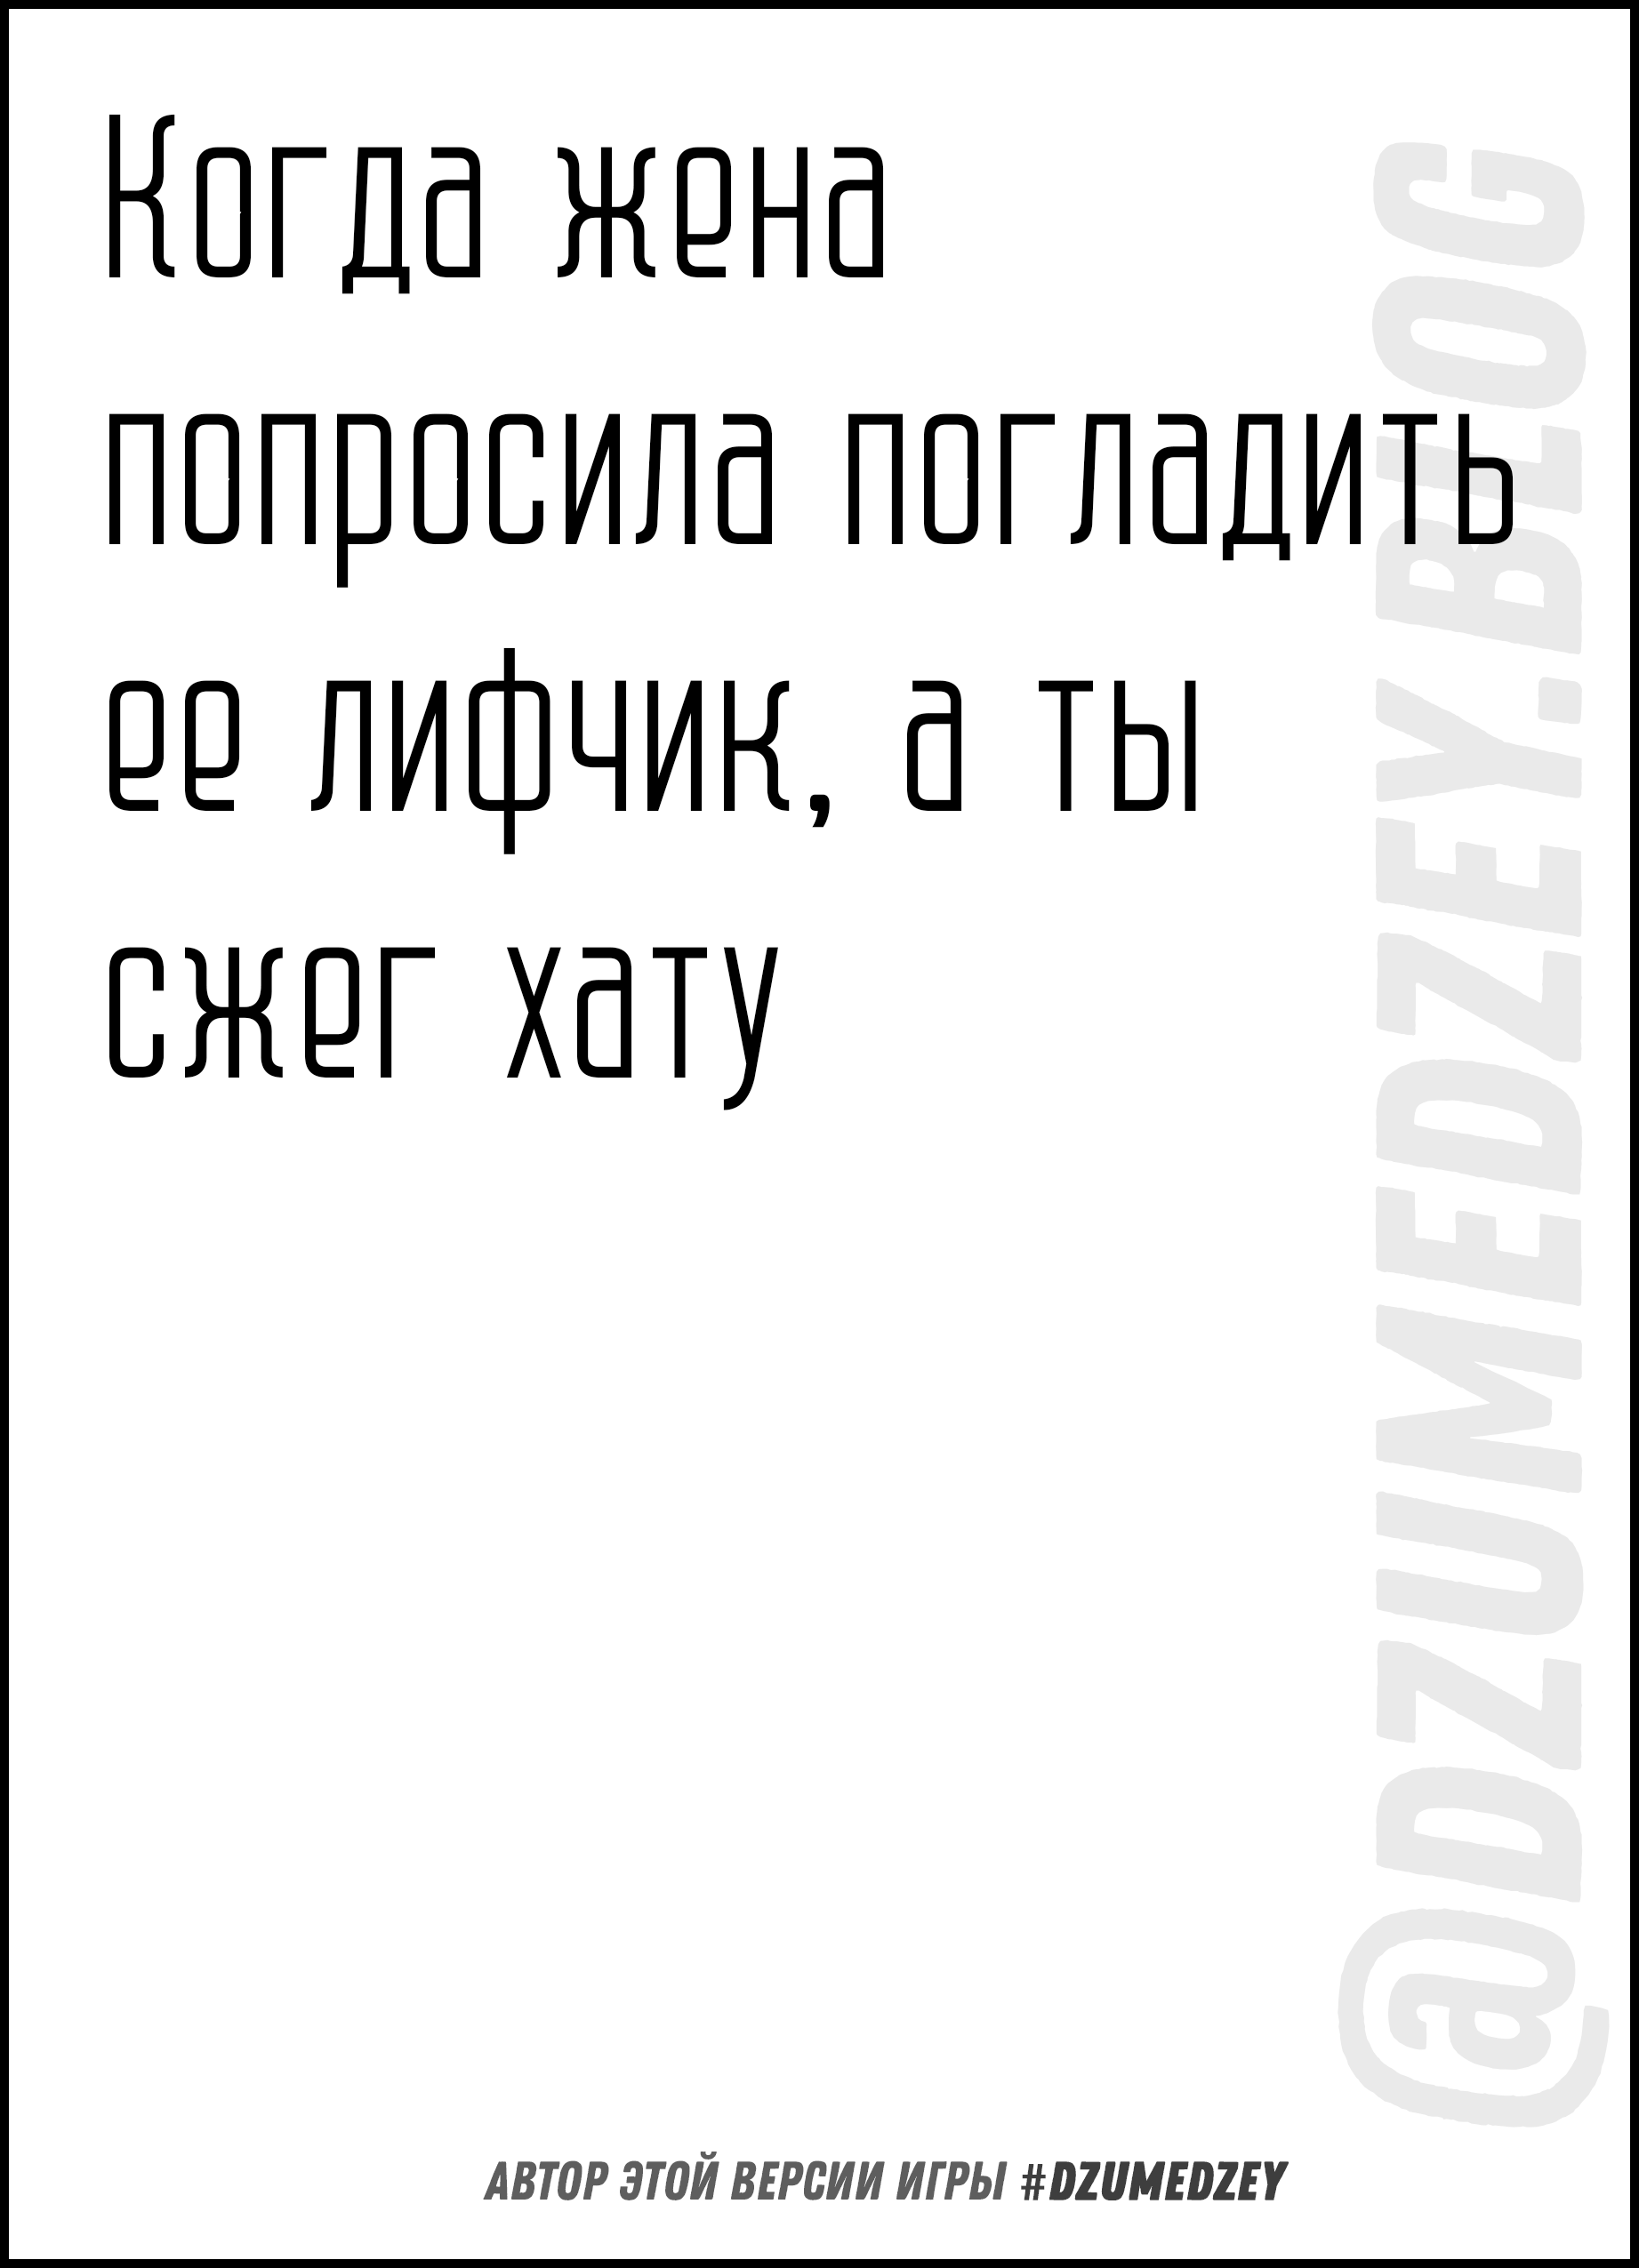 Когда жена
попросила погладить
ее лифчик, а ты
сжег хату
@DZUMEDZEY.BLOG
АВТОР ЭТОЙ ВЕРСИИ ИГРЫ #DZUMEDZEY